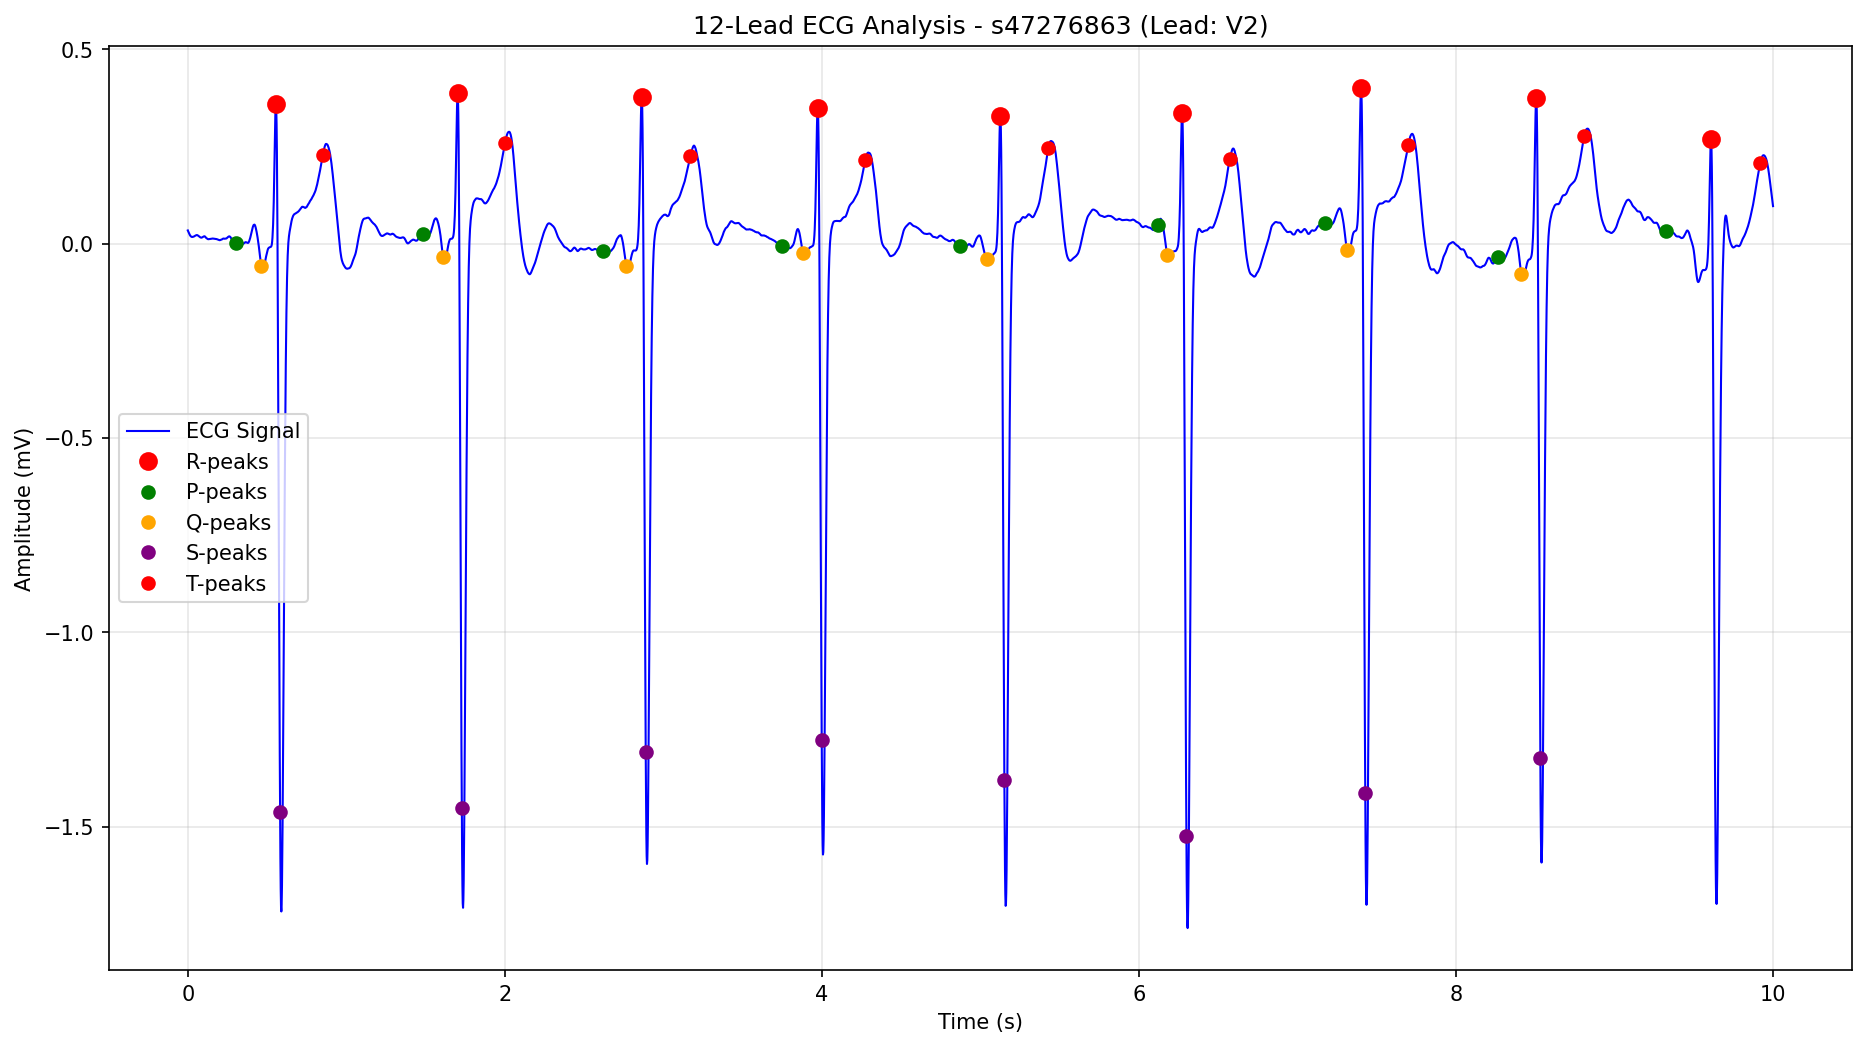 12-Lead ECG Analysis - s47276863 (Lead: V2)
0.5
0.0
−0.5
−1.0
−1.5
Amplitude (mV)
ECG Signal
R-peaks
P-peaks
Q-peaks
S-peaks
T-peaks
0 2 4 6 8 10
Time (s)